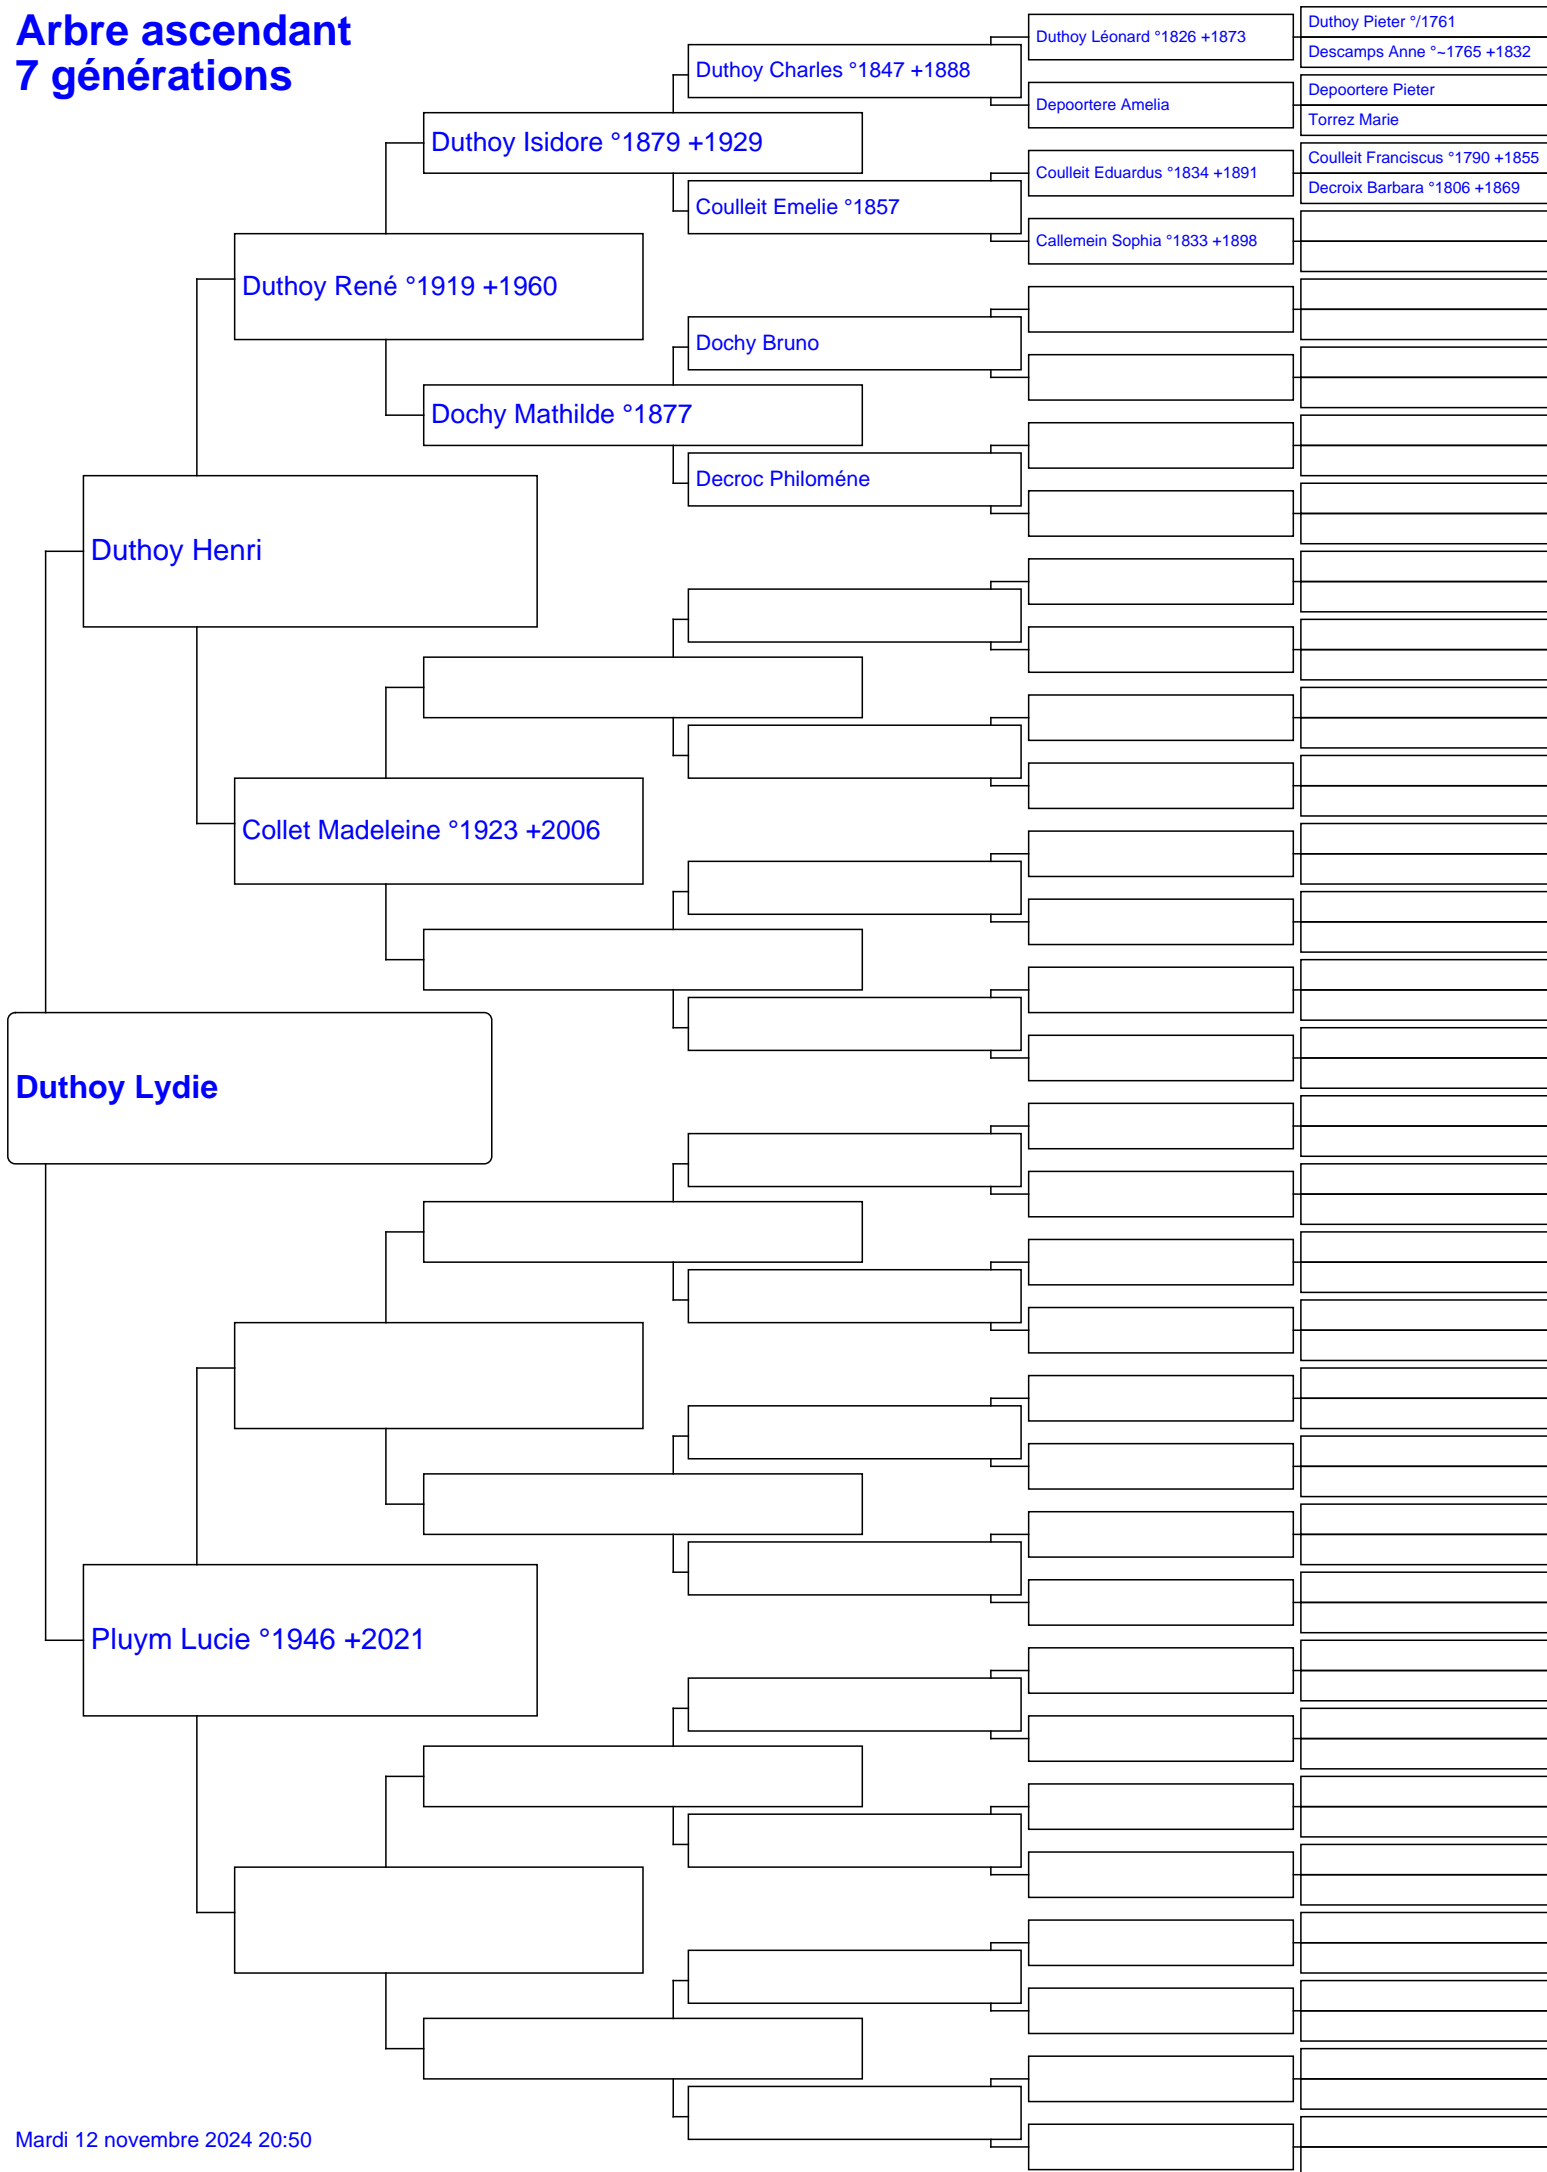 Arbre ascendant
7 générations
Duthoy Pieter °/1761
Duthoy Léonard °1826 +1873
Descamps Anne °~1765 +1832
Duthoy Charles °1847 +1888
Depoortere Pieter
Depoortere Amelia
Torrez Marie
Duthoy Isidore °1879 +1929
Coulleit Franciscus °1790 +1855
Coulleit Eduardus °1834 +1891
Decroix Barbara °1806 +1869
Coulleit Emelie °1857
Callemein Sophia °1833 +1898
Duthoy René °1919 +1960
Dochy Bruno
Dochy Mathilde °1877
Decroc Philoméne
Duthoy Henri
Collet Madeleine °1923 +2006
Duthoy Lydie
Pluym Lucie °1946 +2021
Mardi 12 novembre 2024 20:50